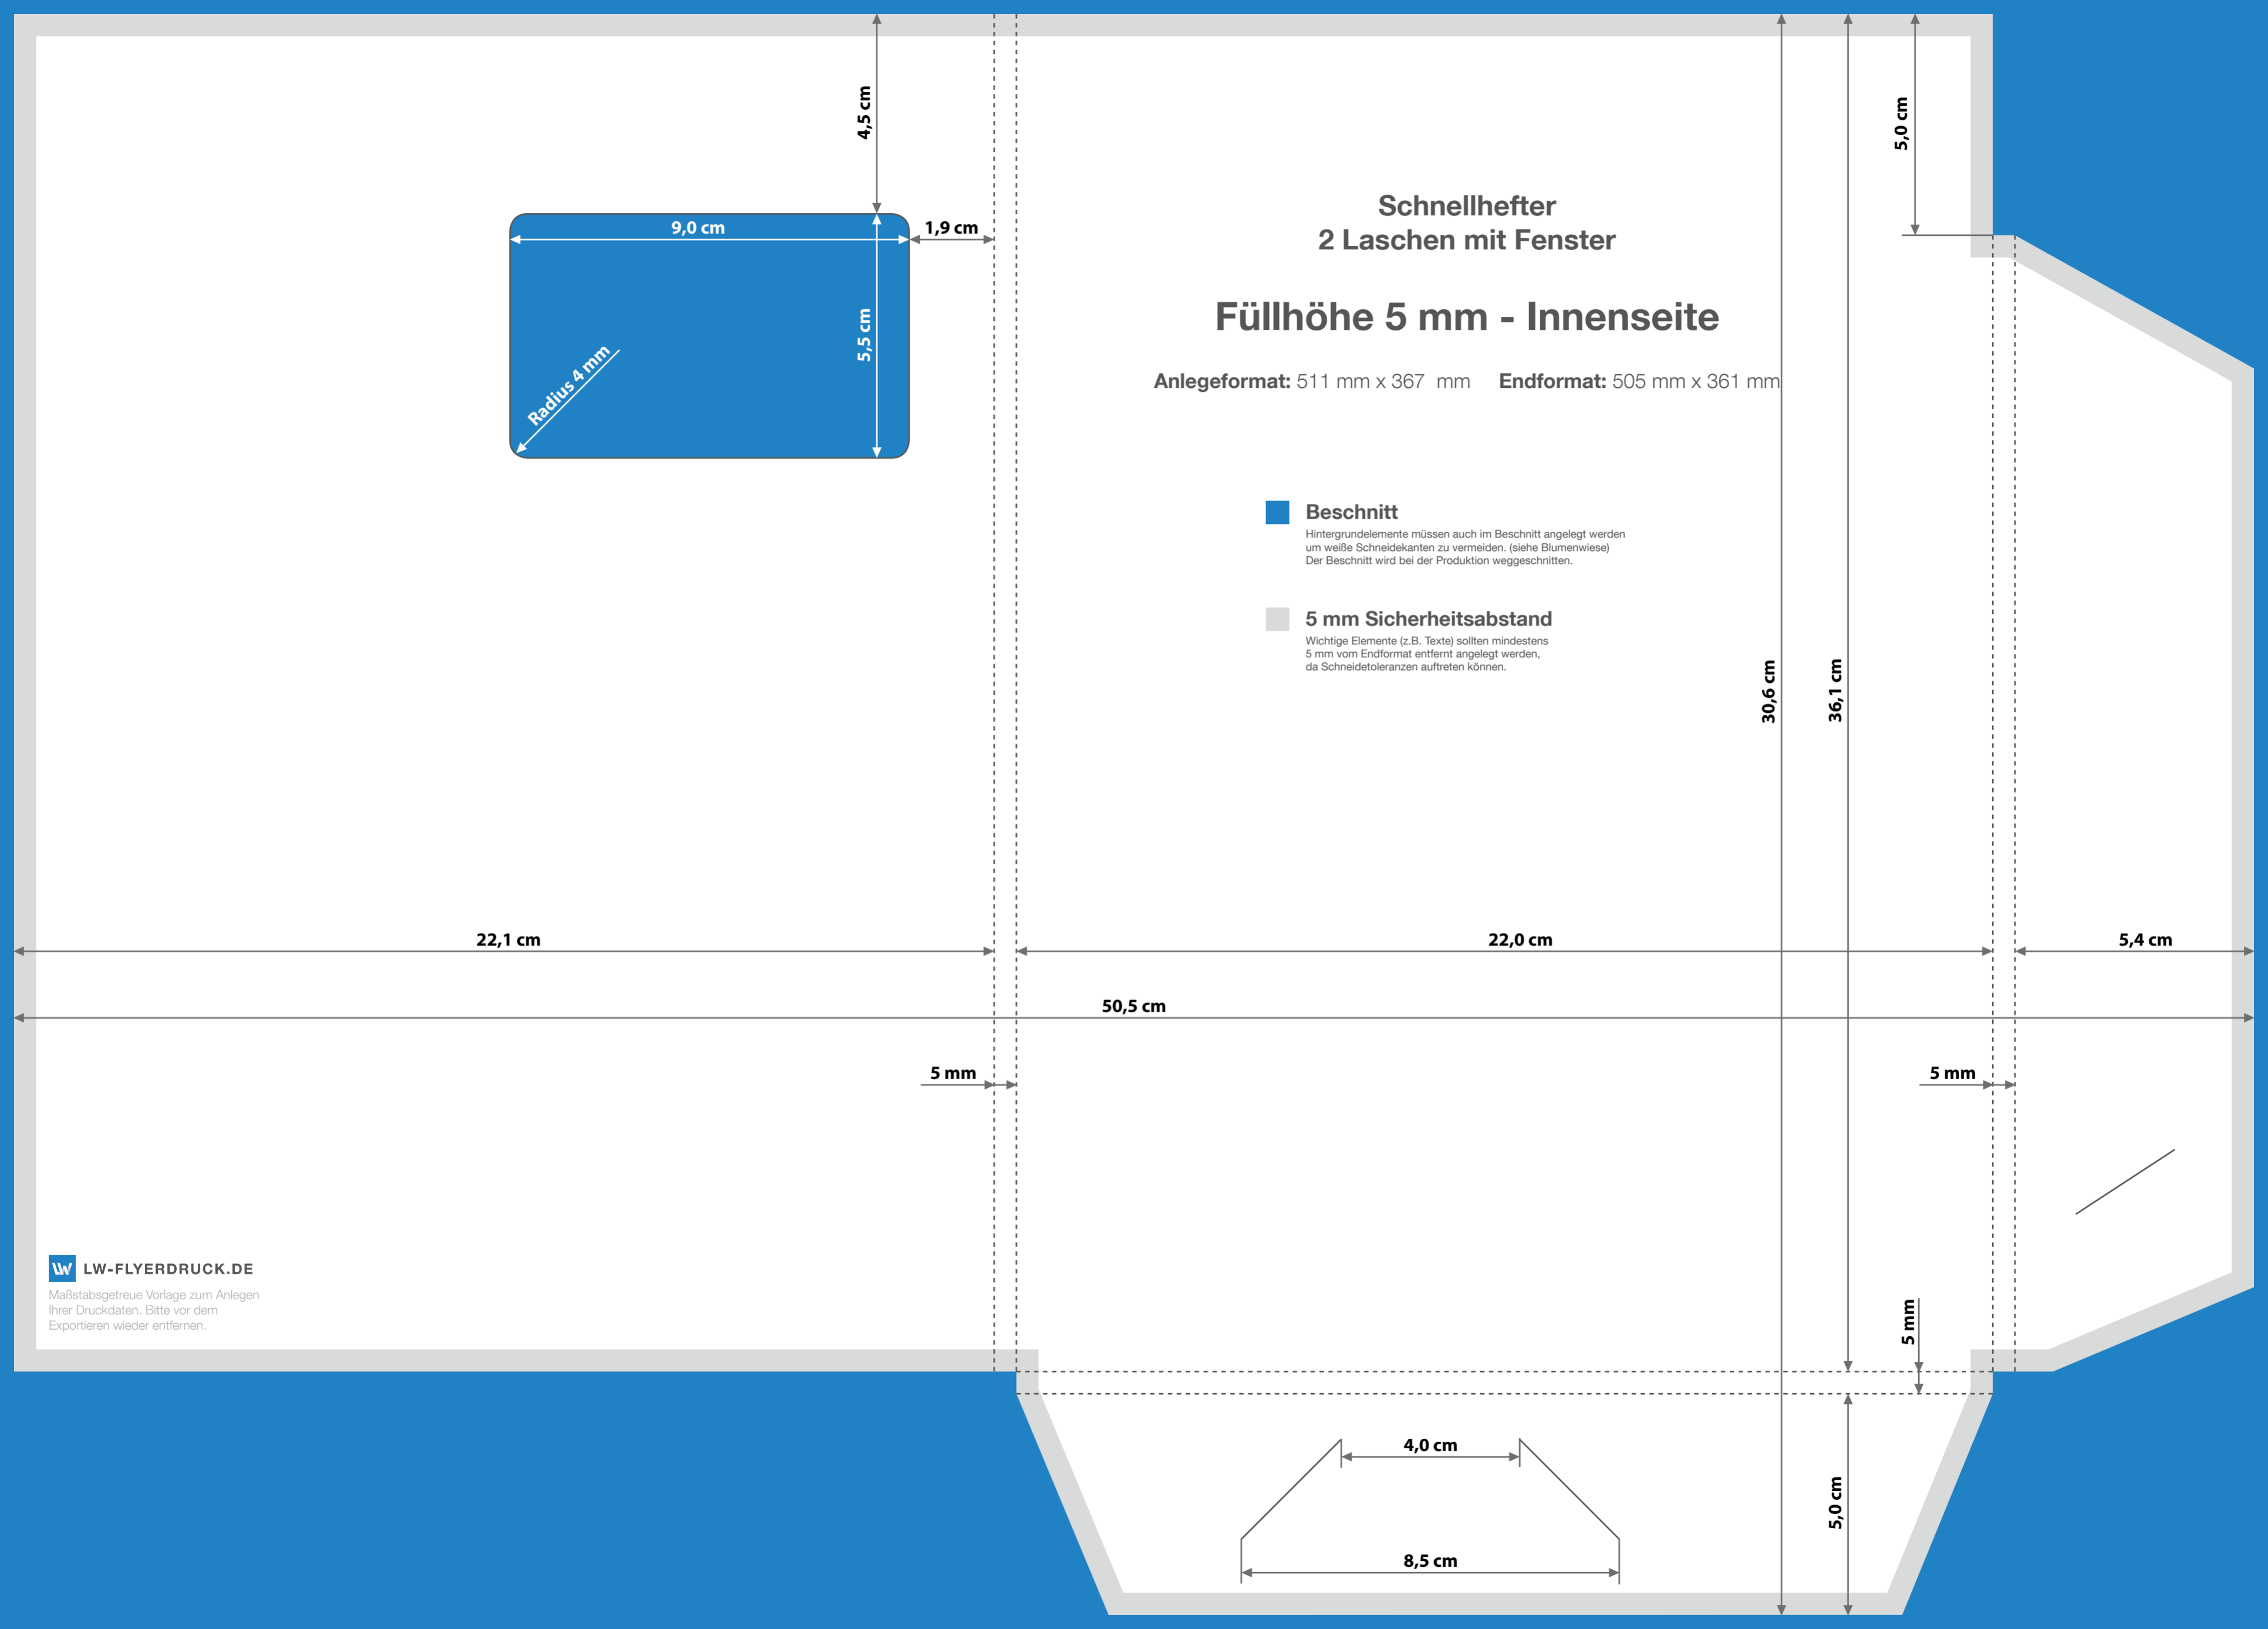 4,5 cm
5,0 cm
9,0 cm
1,9 cm
5,5 cm
Radius 4 mm
Schnellhefter
2 Laschen mit Fenster
Füllhöhe 5 mm - Innenseite
Anlegeformat: 511 mm x 367  mm    Endformat: 505 mm x 361 mm
Beschnitt
Hintergrundelemente müssen auch im Beschnitt angelegt werden
um weiße Schneidekanten zu vermeiden. (siehe Blumenwiese)
Der Beschnitt wird bei der Produktion weggeschnitten.
5 mm Sicherheitsabstand
Wichtige Elemente (z.B. Texte) sollten mindestens
5 mm vom Endformat entfernt angelegt werden,
da Schneidetoleranzen auftreten können.
30,6 cm
36,1 cm
22,1 cm
22,0 cm
5,4 cm
50,5 cm
5 mm
5 mm
LW LW-FLYERDRUCK.DE
Maßstabsgetreue Vorlage zum Anlegen
Ihrer Druckdaten. Bitte vor dem
Exportieren wieder entfernen.
5 mm
4,0 cm
5,0 cm
8,5 cm